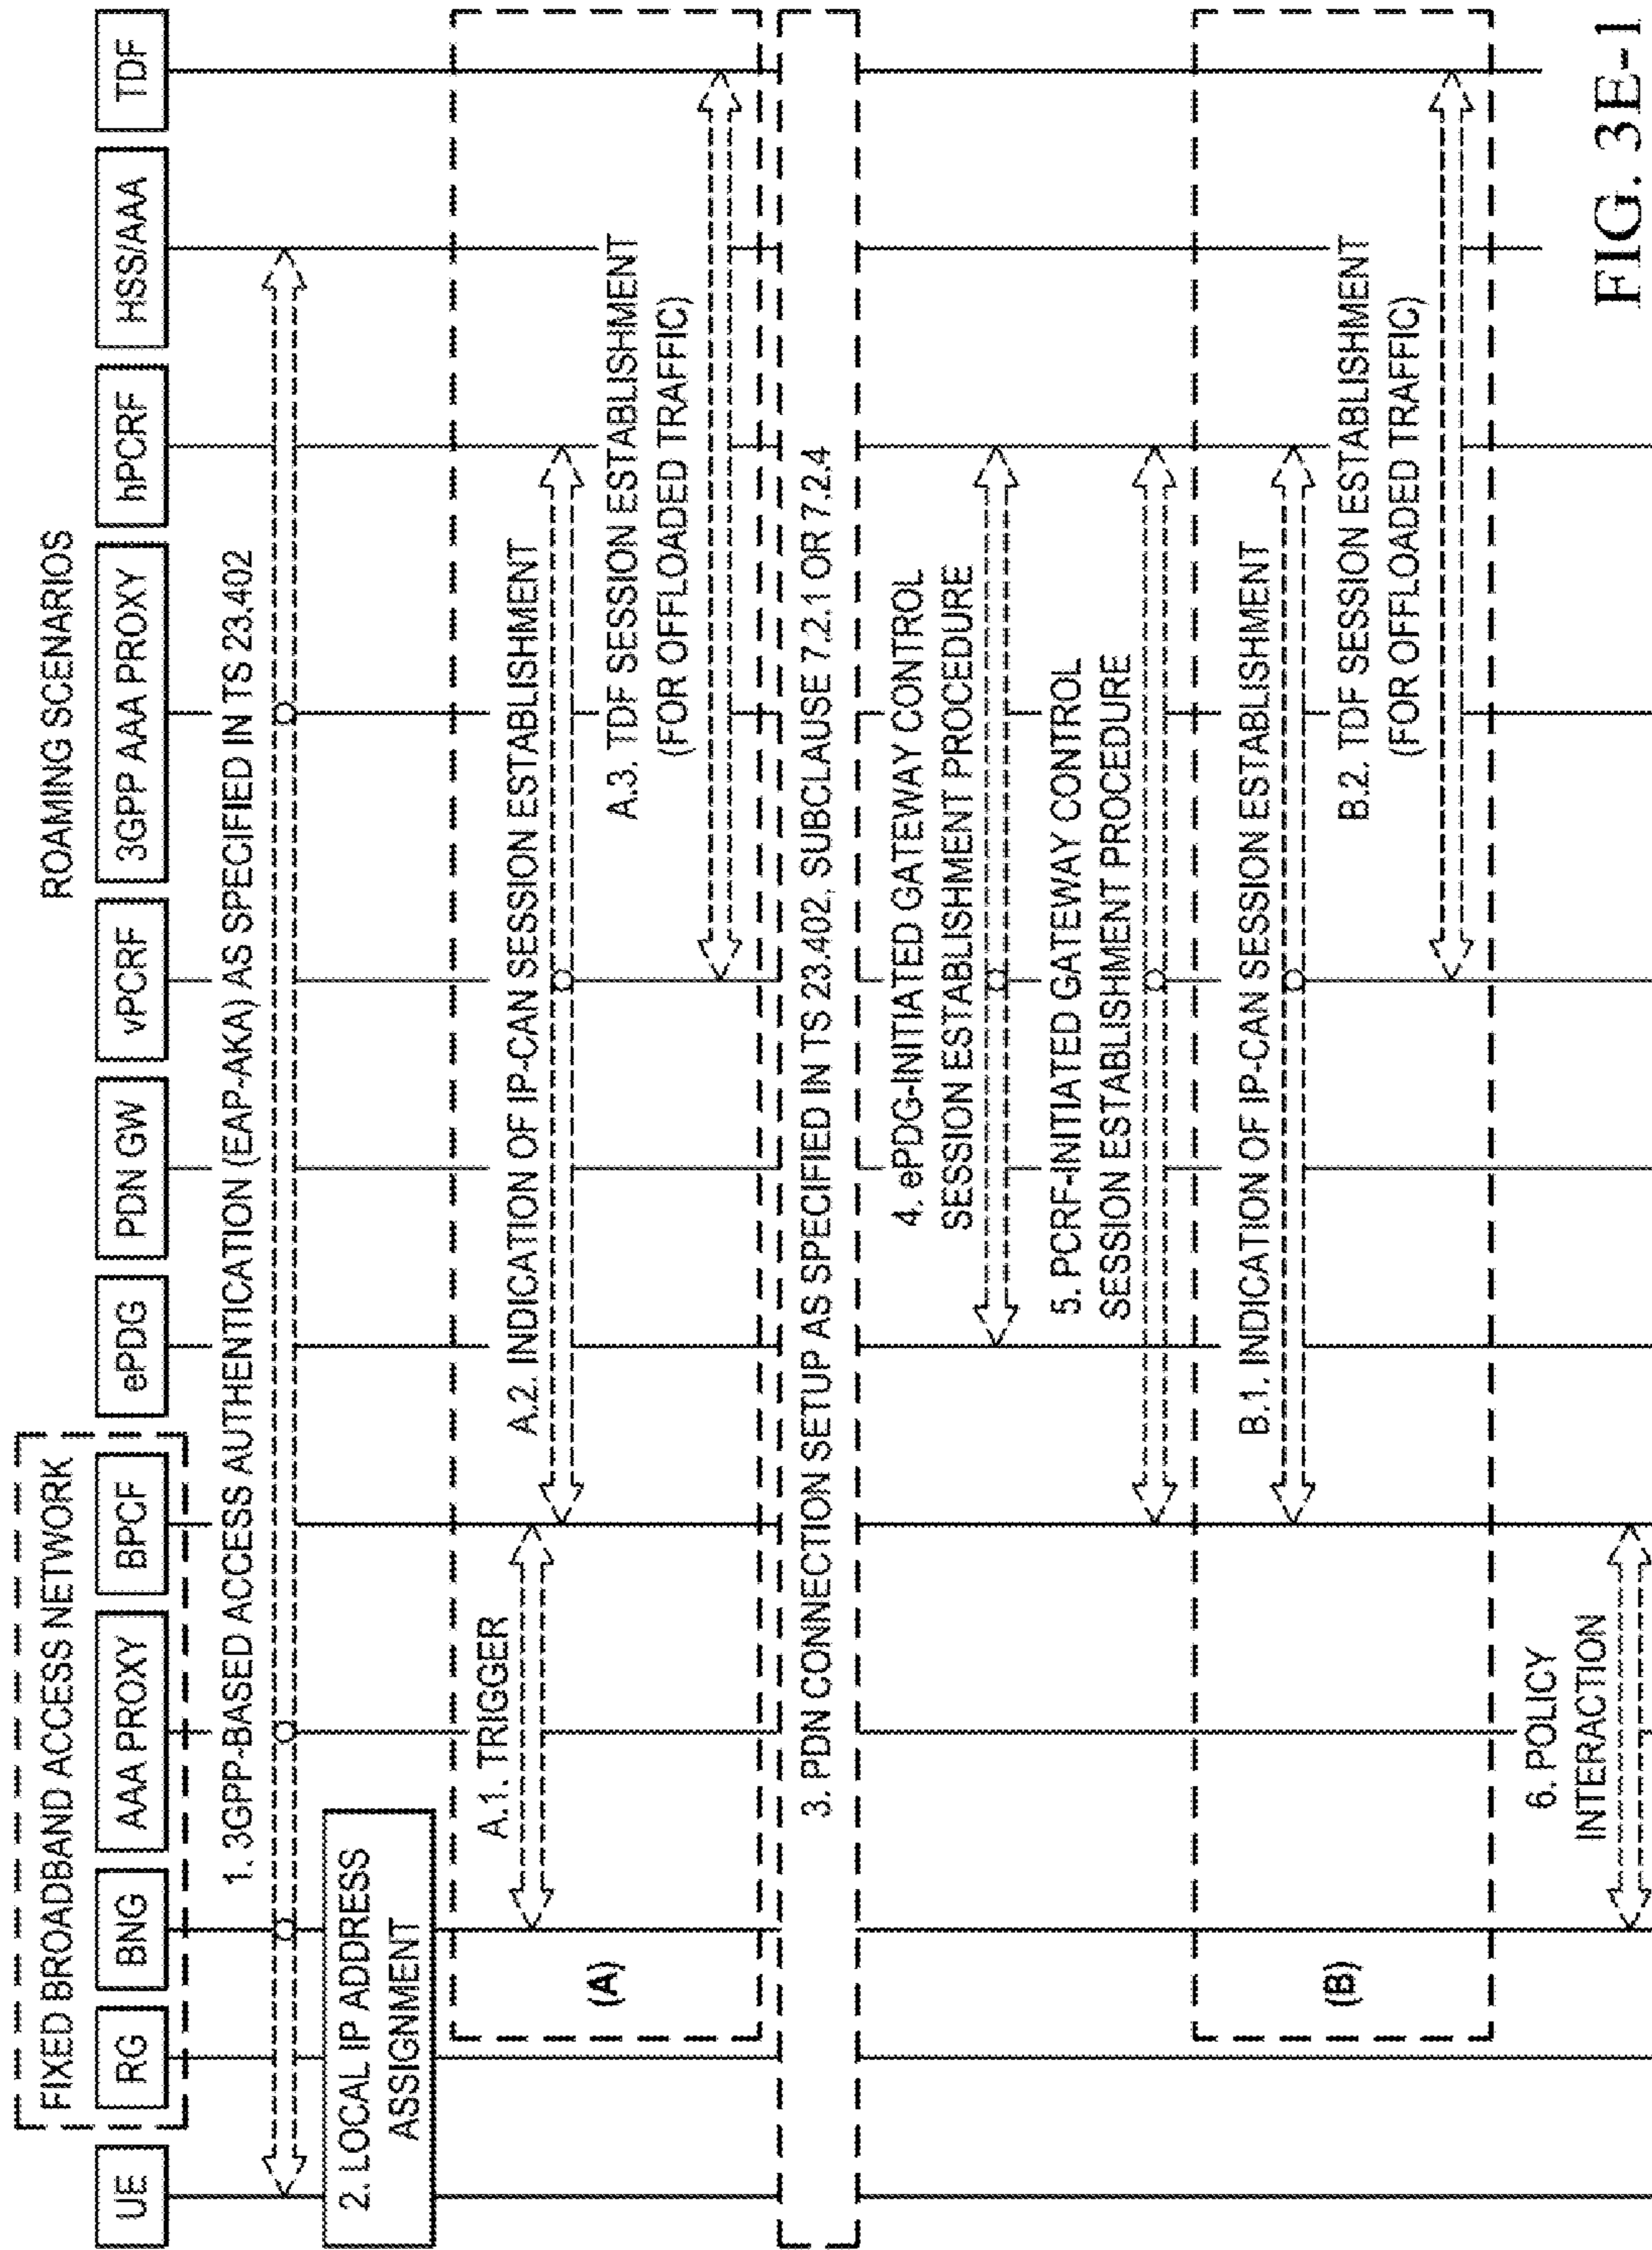 FIXED BROADBAND ACCESS NETWORK
ROAMING SCENARIOS
UE
RG
BNG
AAA PROXY
BPCF
ePDG
PDN GW
vPCRF
3GPP AAA PROXY
hPCRF
HSS/AAA
TDF
1. 3GPP-BASED ACCESS AUTHENTICATION (EAP-AKA) AS SPECIFIED IN TS 23.402
2. LOCAL IP ADDRESS
ASSIGNMENT
(A)
A.1. TRIGGER
A.2. INDICATION OF IP-CAN SESSION ESTABLISHMENT
A.3. TDF SESSION ESTABLISHMENT
(FOR OFFLOADED TRAFFIC)
3. PDN CONNECTION SETUP AS SPECIFIED IN TS 23.402, SUBCLAUSE 7.2.1 OR 7.2.4
4. ePDG-INITIATED GATEWAY CONTROL
SESSION ESTABLISHMENT PROCEDURE
5. PCRF-INITIATED GATEWAY CONTROL
SESSION ESTABLISHMENT PROCEDURE
(B)
B.1. INDICATION OF IP-CAN SESSION ESTABLISHMENT
B.2. TDF SESSION ESTABLISHMENT
(FOR OFFLOADED TRAFFIC)
6. POLICY
INTERACTION
FIG. 3E-1